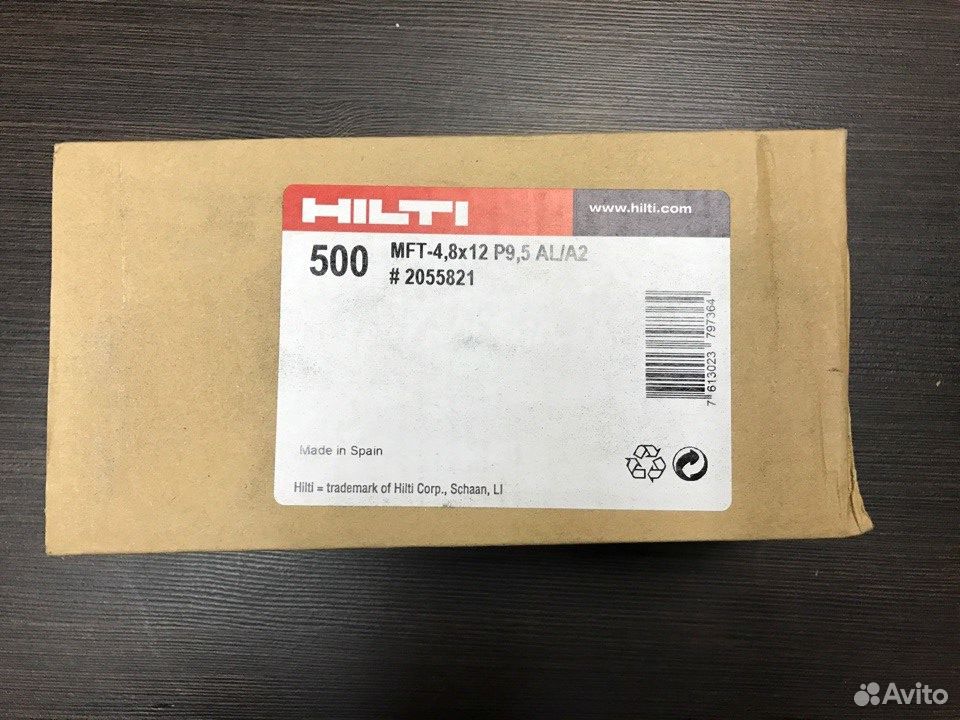 HILTI
www.hilti.com
500 MFT-4,8x12 P9,5 AL/A2
# 2055821
7 613023 797364
Made in Spain
Hilti = trademark of Hilti Corp., Schaan, LI
Avito